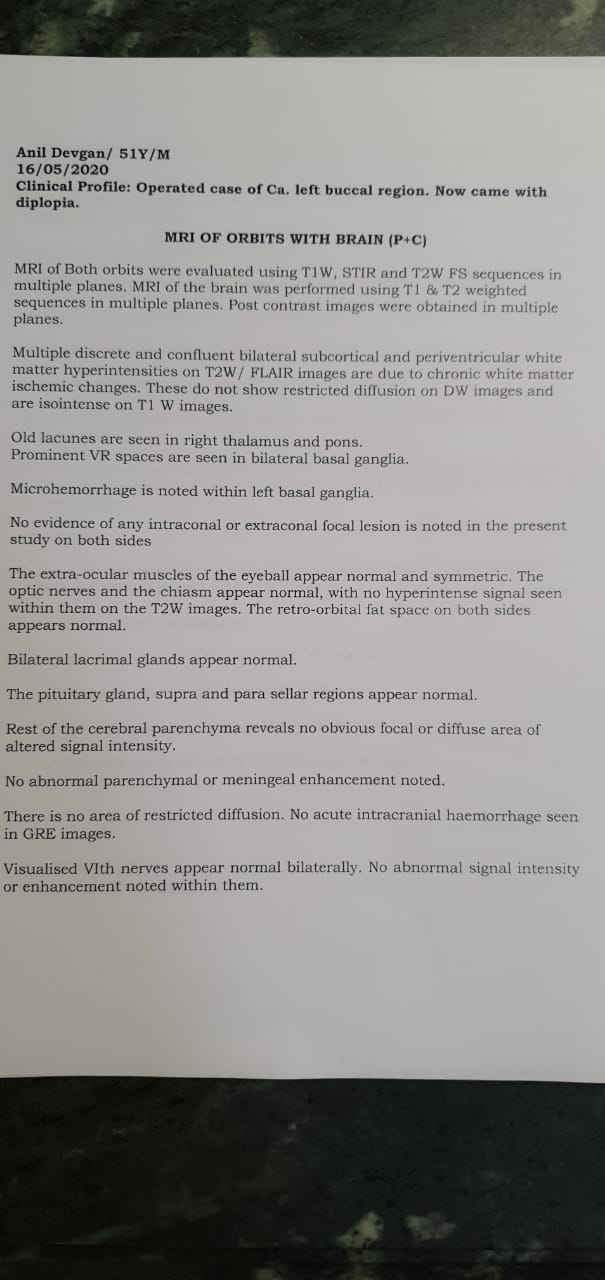 Anil Devgan/ 51Y/M
16/05/2020
Clinical Profile: Operated case of Ca. left buccal region. Now came with
diplopia.
MRI OF ORBITS WITH BRAIN (P+C)
MRI of Both orbits were evaluated using T1W, STIR and T2W FS sequences in
multiple planes. MRI of the brain was performed using T1 & T2 weighted
sequences in multiple planes. Post contrast images were obtained in multiple
planes.
Multiple discrete and confluent bilateral subcortical and periventricular white
matter hyperintensities on T2W/ FLAIR images are due to chronic white matter
ischemic changes. These do not show restricted diffusion on DW images and
are isointense on T1 W images.
Old lacunes are seen in right thalamus and pons.
Prominent VR spaces are seen in bilateral basal ganglia.
Microhemorrhage is noted within left basal ganglia.
No evidence of any intraconal or extraconal focal lesion is noted in the present
study on both sides
The extra-ocular muscles of the eyeball appear normal and symmetric. The
optic nerves and the chiasm appear normal, with no hyperintense signal seen
within them on the T2W images. The retro-orbital fat space on both sides
appears normal.
Bilateral lacrimal glands appear normal.
The pituitary gland, supra and para sellar regions appear normal.
Rest of the cerebral parenchyma reveals no obvious focal or diffuse area of
altered signal intensity.
No abnormal parenchymal or meningeal enhancement noted.
There is no area of restricted diffusion. No acute intracranial haemorrhage seen
in GRE images.
Visualised VIth nerves appear normal bilaterally. No abnormal signal intensity
or enhancement noted within them.